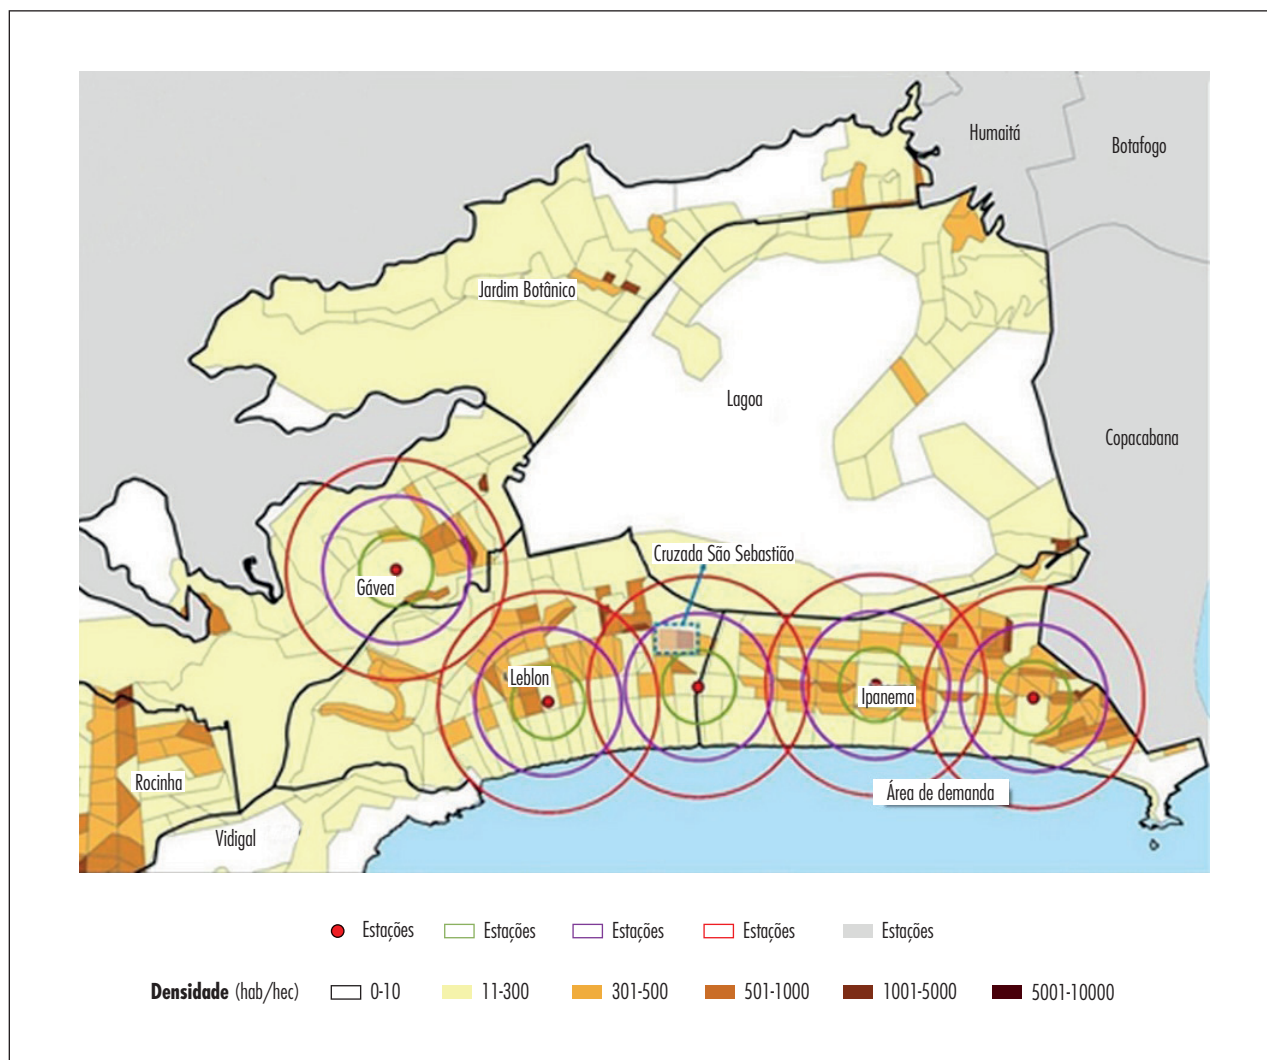 Humaitá
Botafogo
Jardim Botânico
Lagoa
Copacabana
Cruzada São Sebastião
Gávea
Leblon
Ipanema
Rocinha
Área de demanda
Vidigal
Estações Estações Estações Estações Estações
Densidade (hab/hec) 0-10 11-300 301-500 501-1000 1001-5000 5001-10000